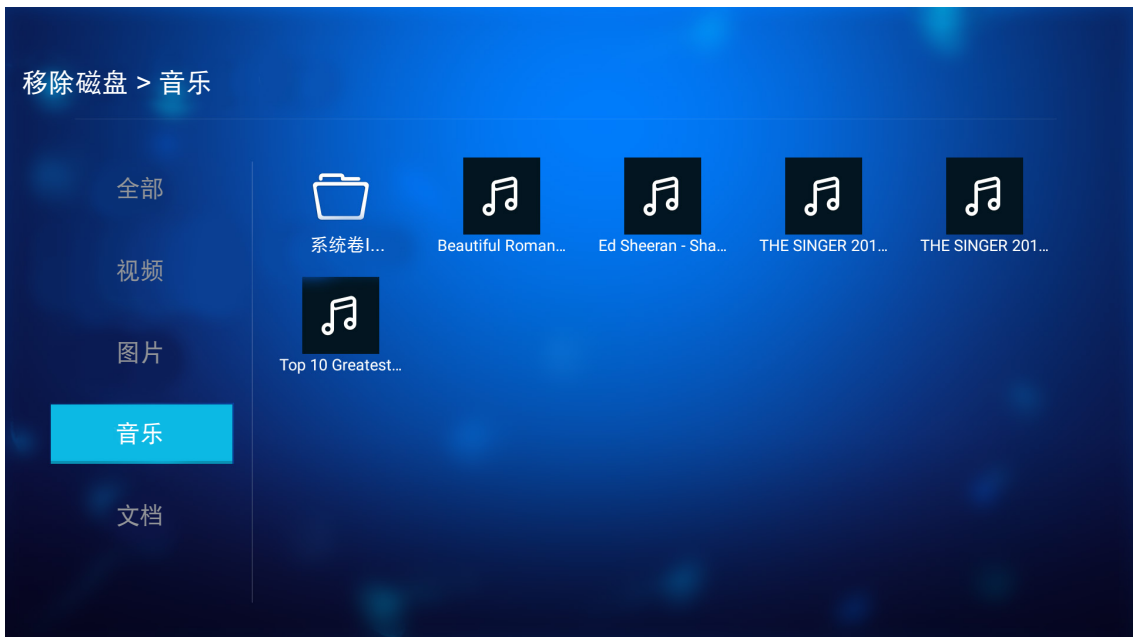 移除磁盘 > 音乐
全部
视频
图片
音乐
文档
系统卷I...
Beautiful Roman...
Ed Sheeran - Sha...
THE SINGER 201...
THE SINGER 201...
Top 10 Greatest...